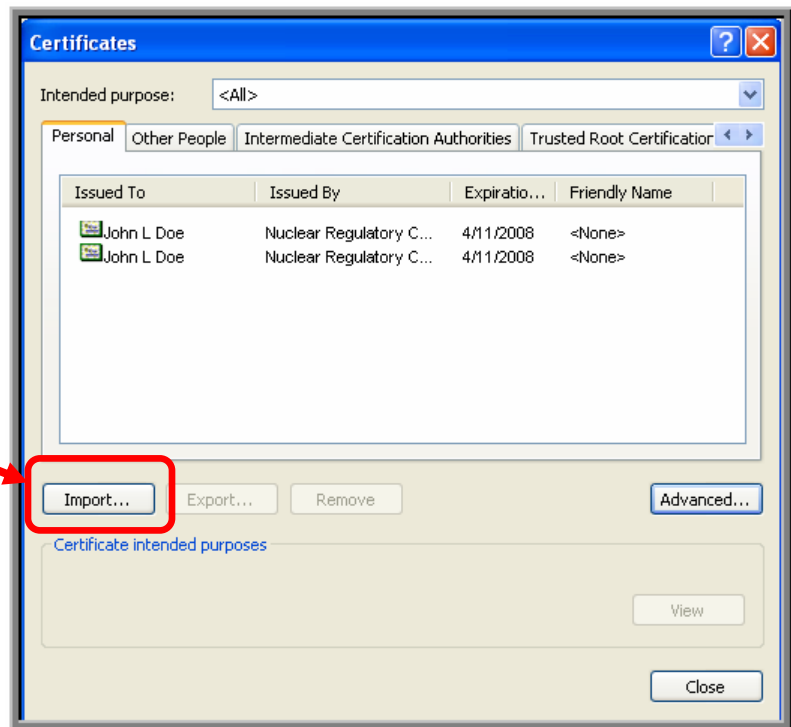 Certificates
Intended purpose: <All>
Personal Other People Intermediate Certification Authorities Trusted Root Certification
Issued To Issued By Expiratio... Friendly Name
John L Doe Nuclear Regulatory C... 4/11/2008 <None>
John L Doe Nuclear Regulatory C... 4/11/2008 <None>
Import... Export... Remove Advanced...
Certificate intended purposes
View
Close